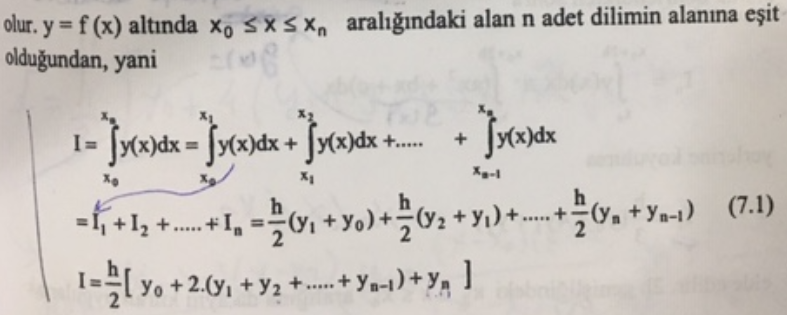 olur. y = f (x) altında x₀ ≤ x ≤ xₙ aralığındaki alan n adet dilimin alanına eşit
olduğundan, yani
I = ∫_{x₀}^{xₙ} y(x)dx = ∫_{x₀}^{x₁} y(x)dx + ∫_{x₁}^{x₂} y(x)dx +..... + ∫_{xₙ₋₁}^{xₙ} y(x)dx
= I₁ + I₂ + ..... + Iₙ = h/2 (y₁ + y₀) + h/2 (y₂ + y₁) + ..... + h/2 (yₙ + yₙ₋₁) (7.1)
I = h/2 [ y₀ + 2.(y₁ + y₂ + ..... + yₙ₋₁) + yₙ ]